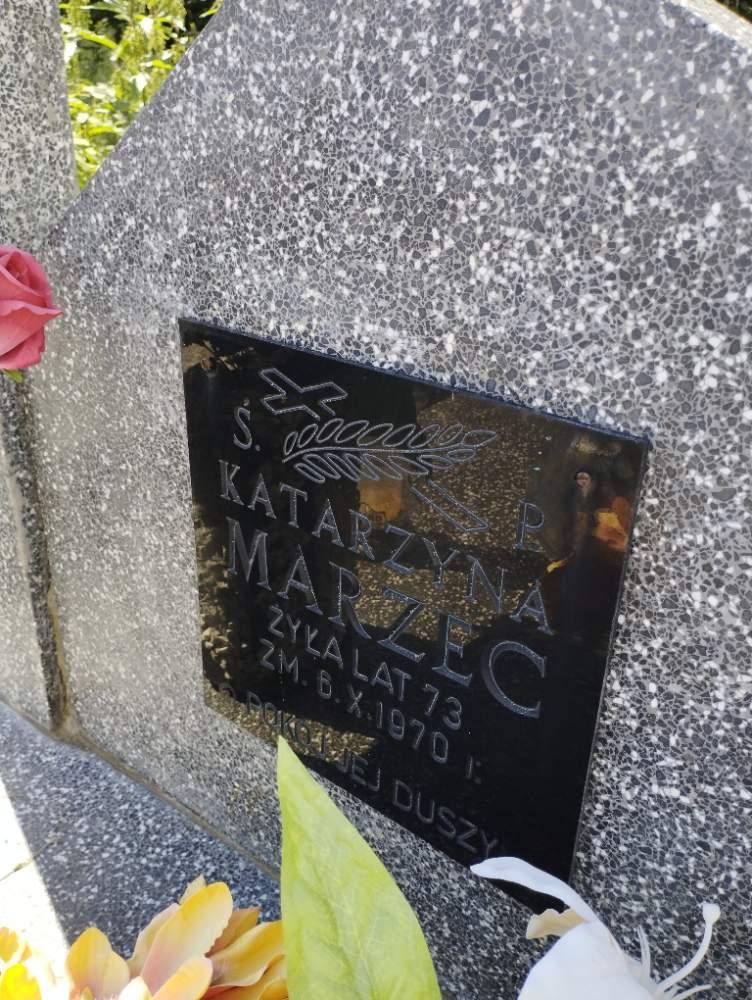 Ś. P.
KATARZYNA
MARZEC
ŻYŁA LAT 73
ZM. 6.X.1970 r.
O POKÓJ JEJ DUSZY